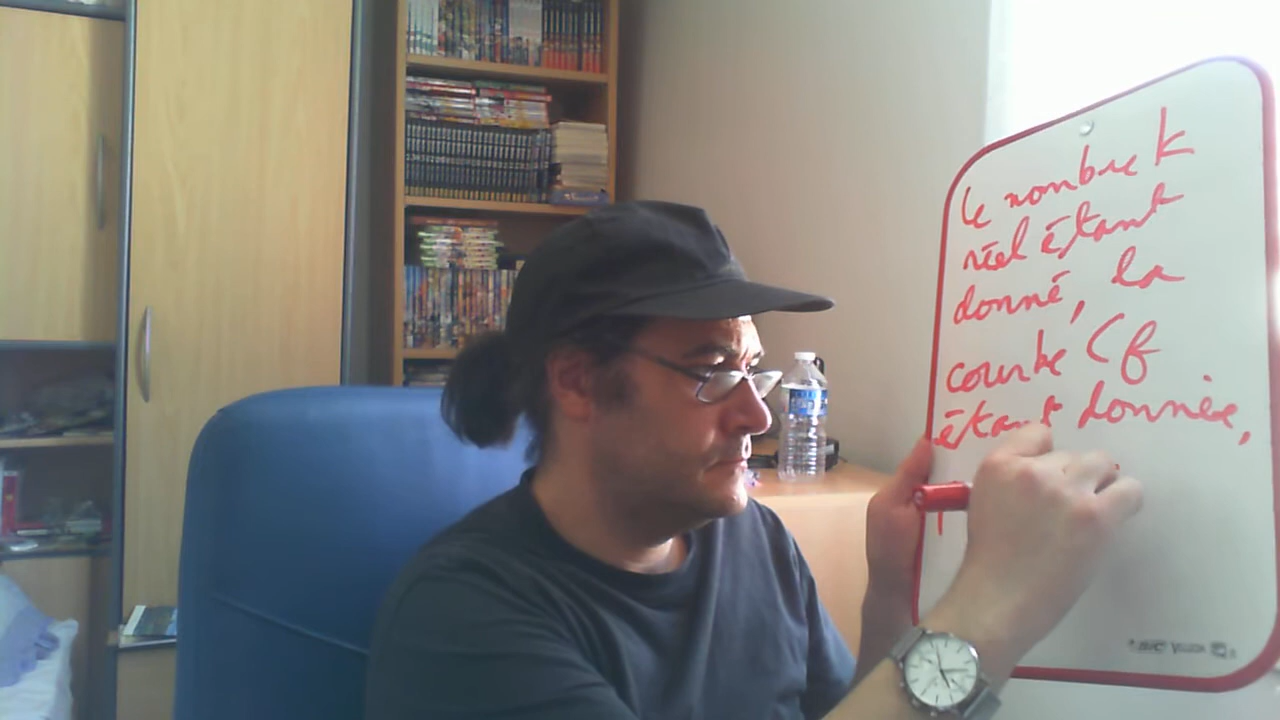 le nombre k
réel étant
donné, la
courbe Cf
étant donnée,